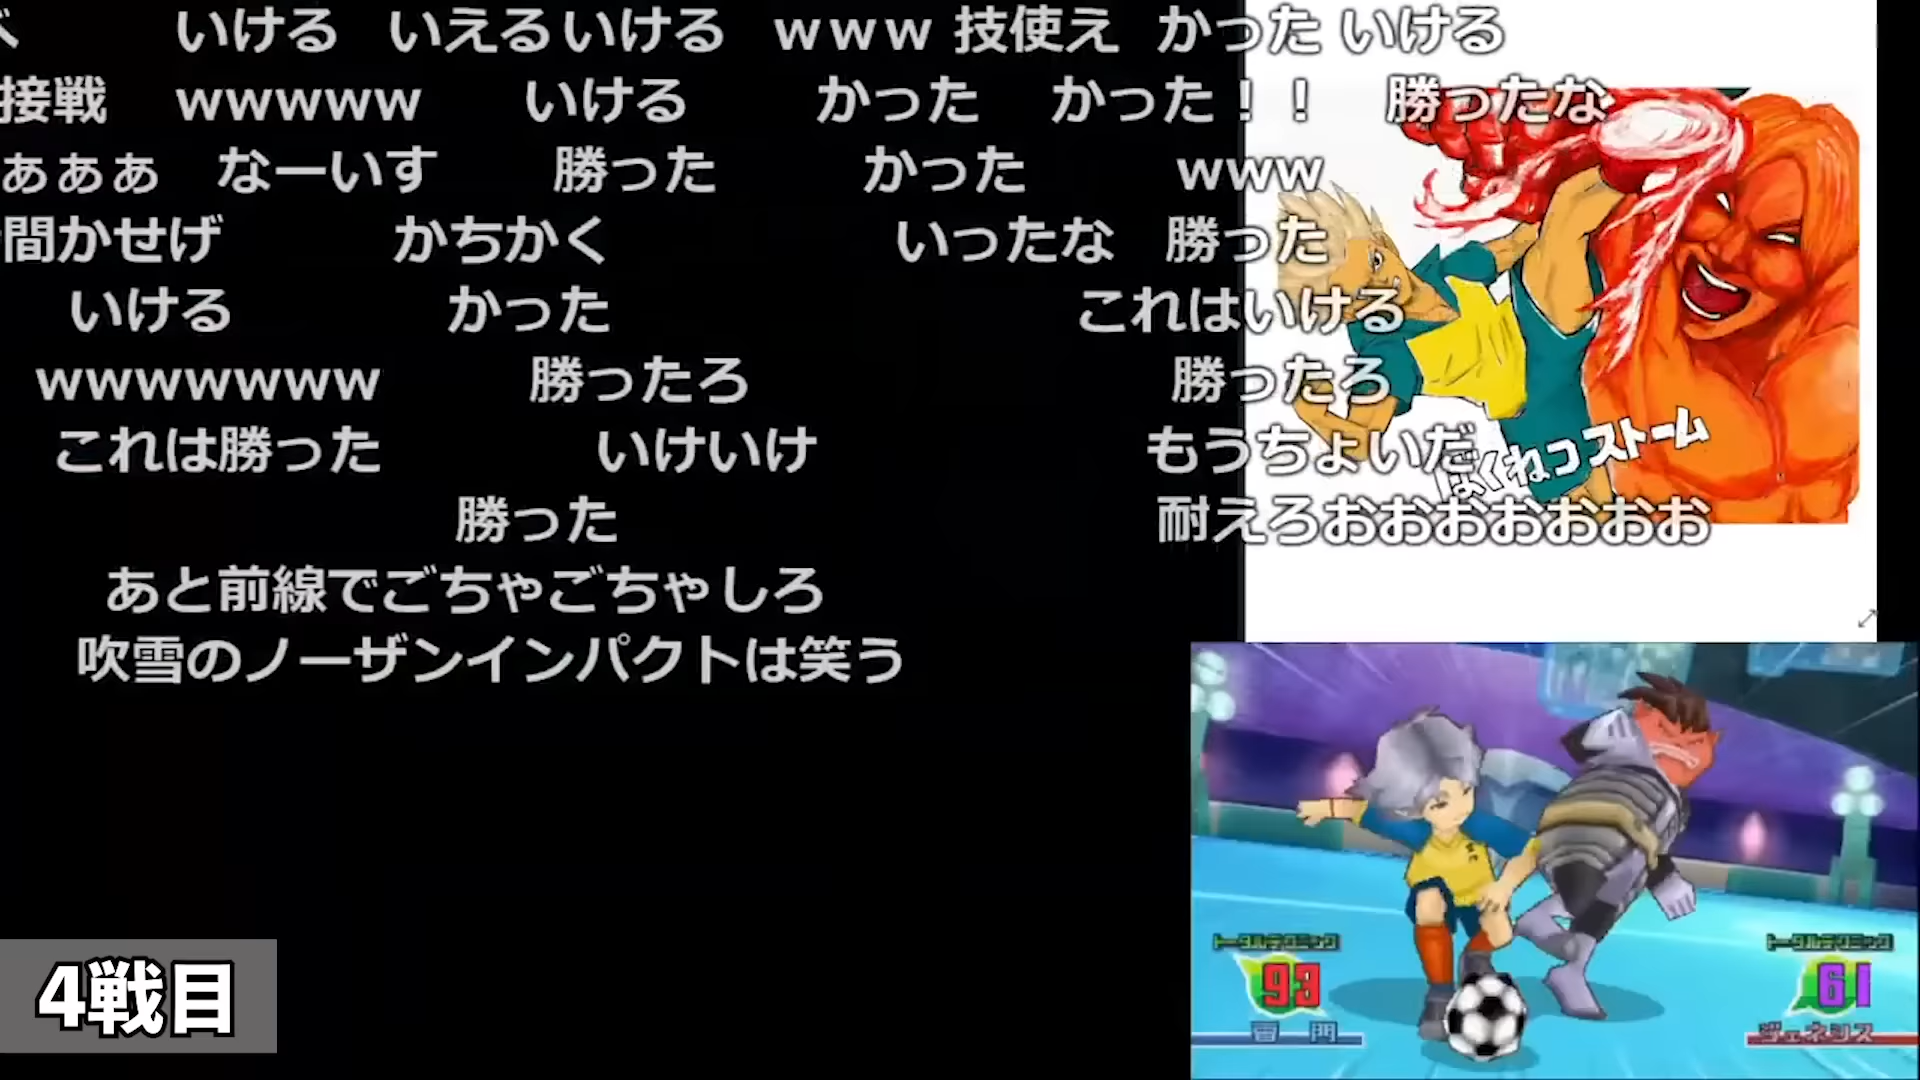 いける いえる いける www 技使え かった いける
接戦 wwwww いける かった かった！！ 勝ったな
ぁぁぁ なーいす 勝った かった www
間かせげ かちかく いったな 勝った
いける かった これはいける
wwwwwww 勝ったろ 勝ったろ
これは勝った いけいけ もうちょいだ
ばくねつストーム
勝った 耐えろおおおおおおお
あと前線でごちゃごちゃしろ
吹雪のノーザンインパクトは笑う
トータルテクニック トータルテクニック
93 61
雷門 ジェネシス
4戦目